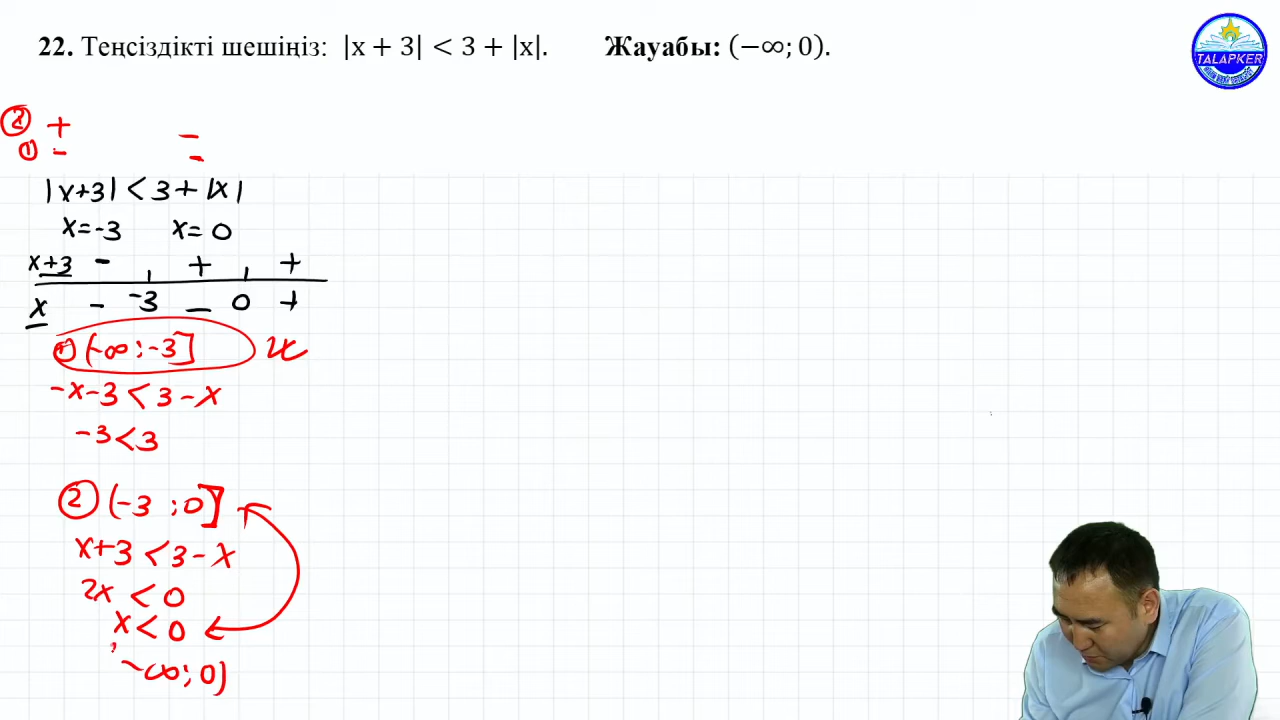 22. Теңсіздікті шешіңіз: |x + 3| < 3 + |x|. Жауабы: (−∞; 0).
TALAPKER
② + −
① - -
|x+3| < 3 + |x|
x=-3 x=0
x+3 - + +
x - -3 - 0 +
① (-∞ ; -3]
-x-3 < 3-x
-3 < 3
② (-3 ; 0]
x+3 < 3-x
2x < 0
x < 0
-∞; 0)